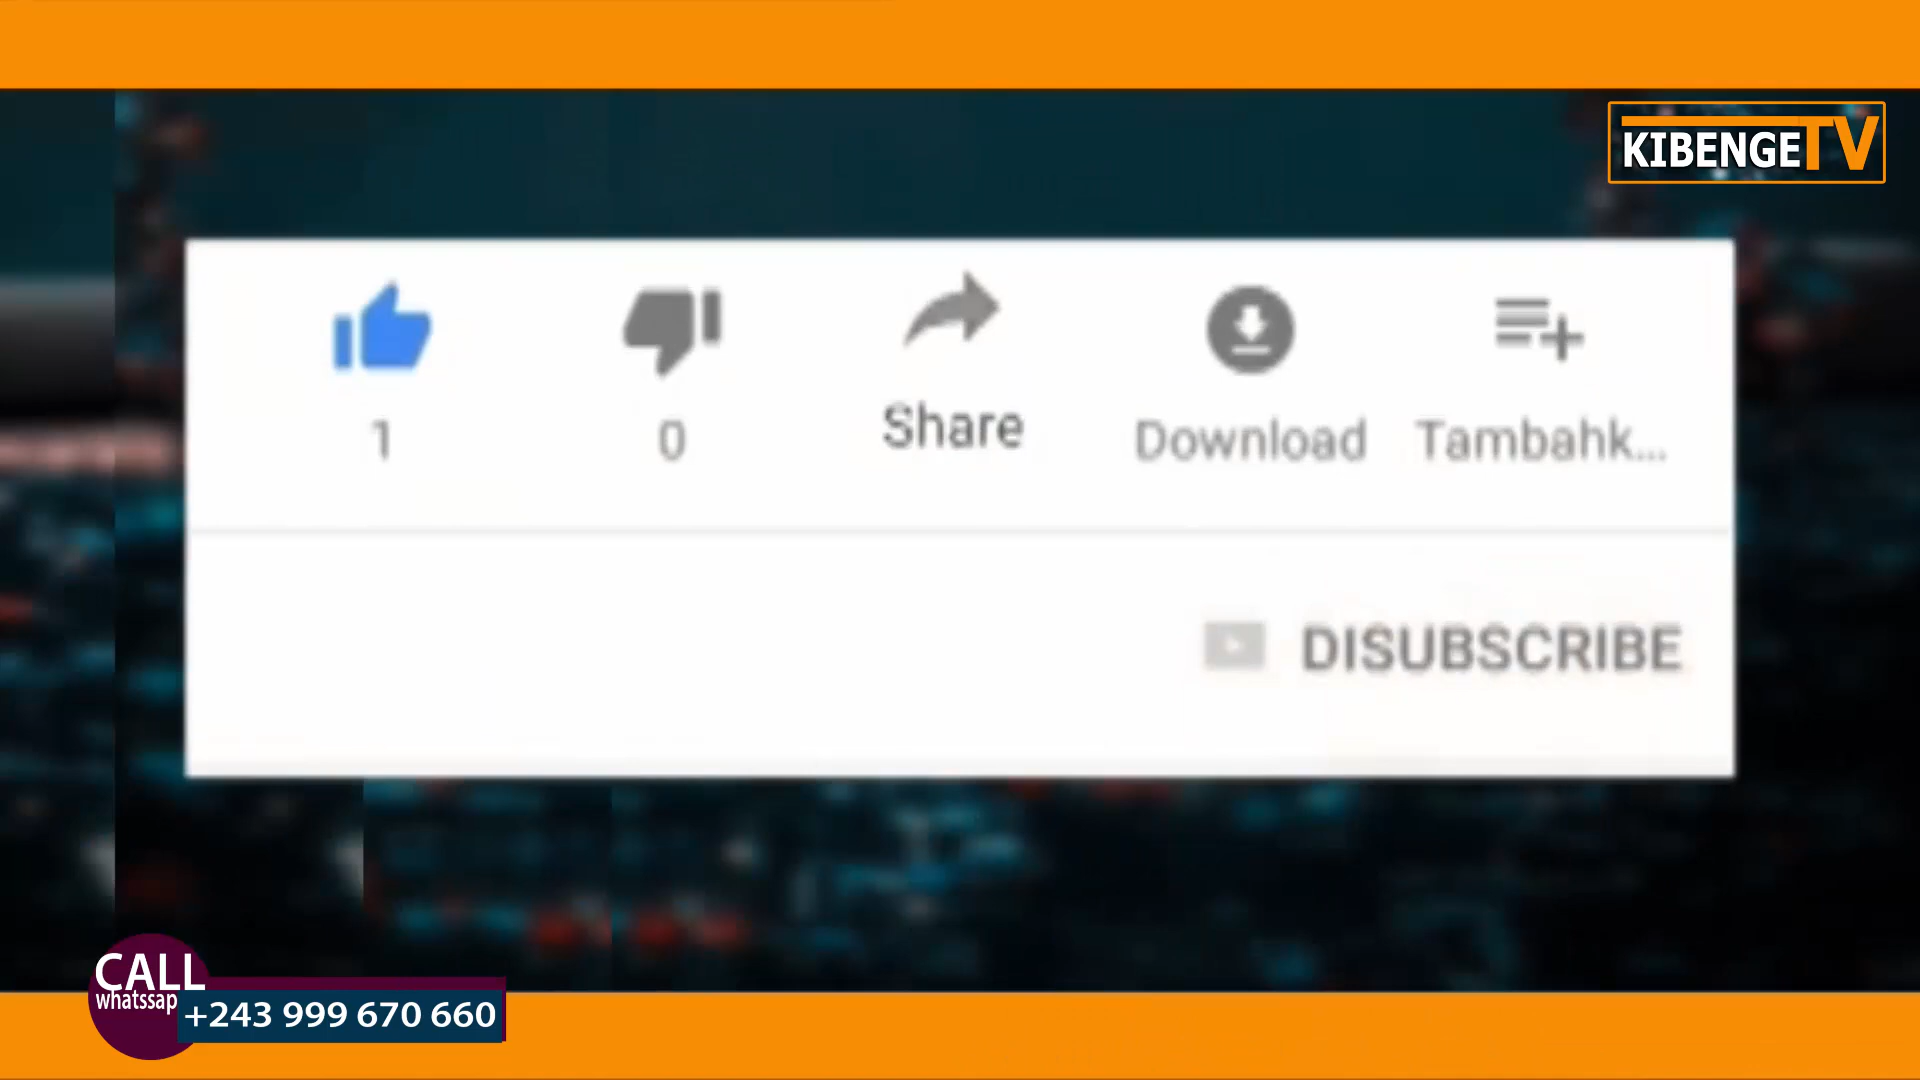 KIBENGETV
1
0
Share
Download
Tambahk...
DISUBSCRIBE
CALL
whatssap
+243 999 670 660